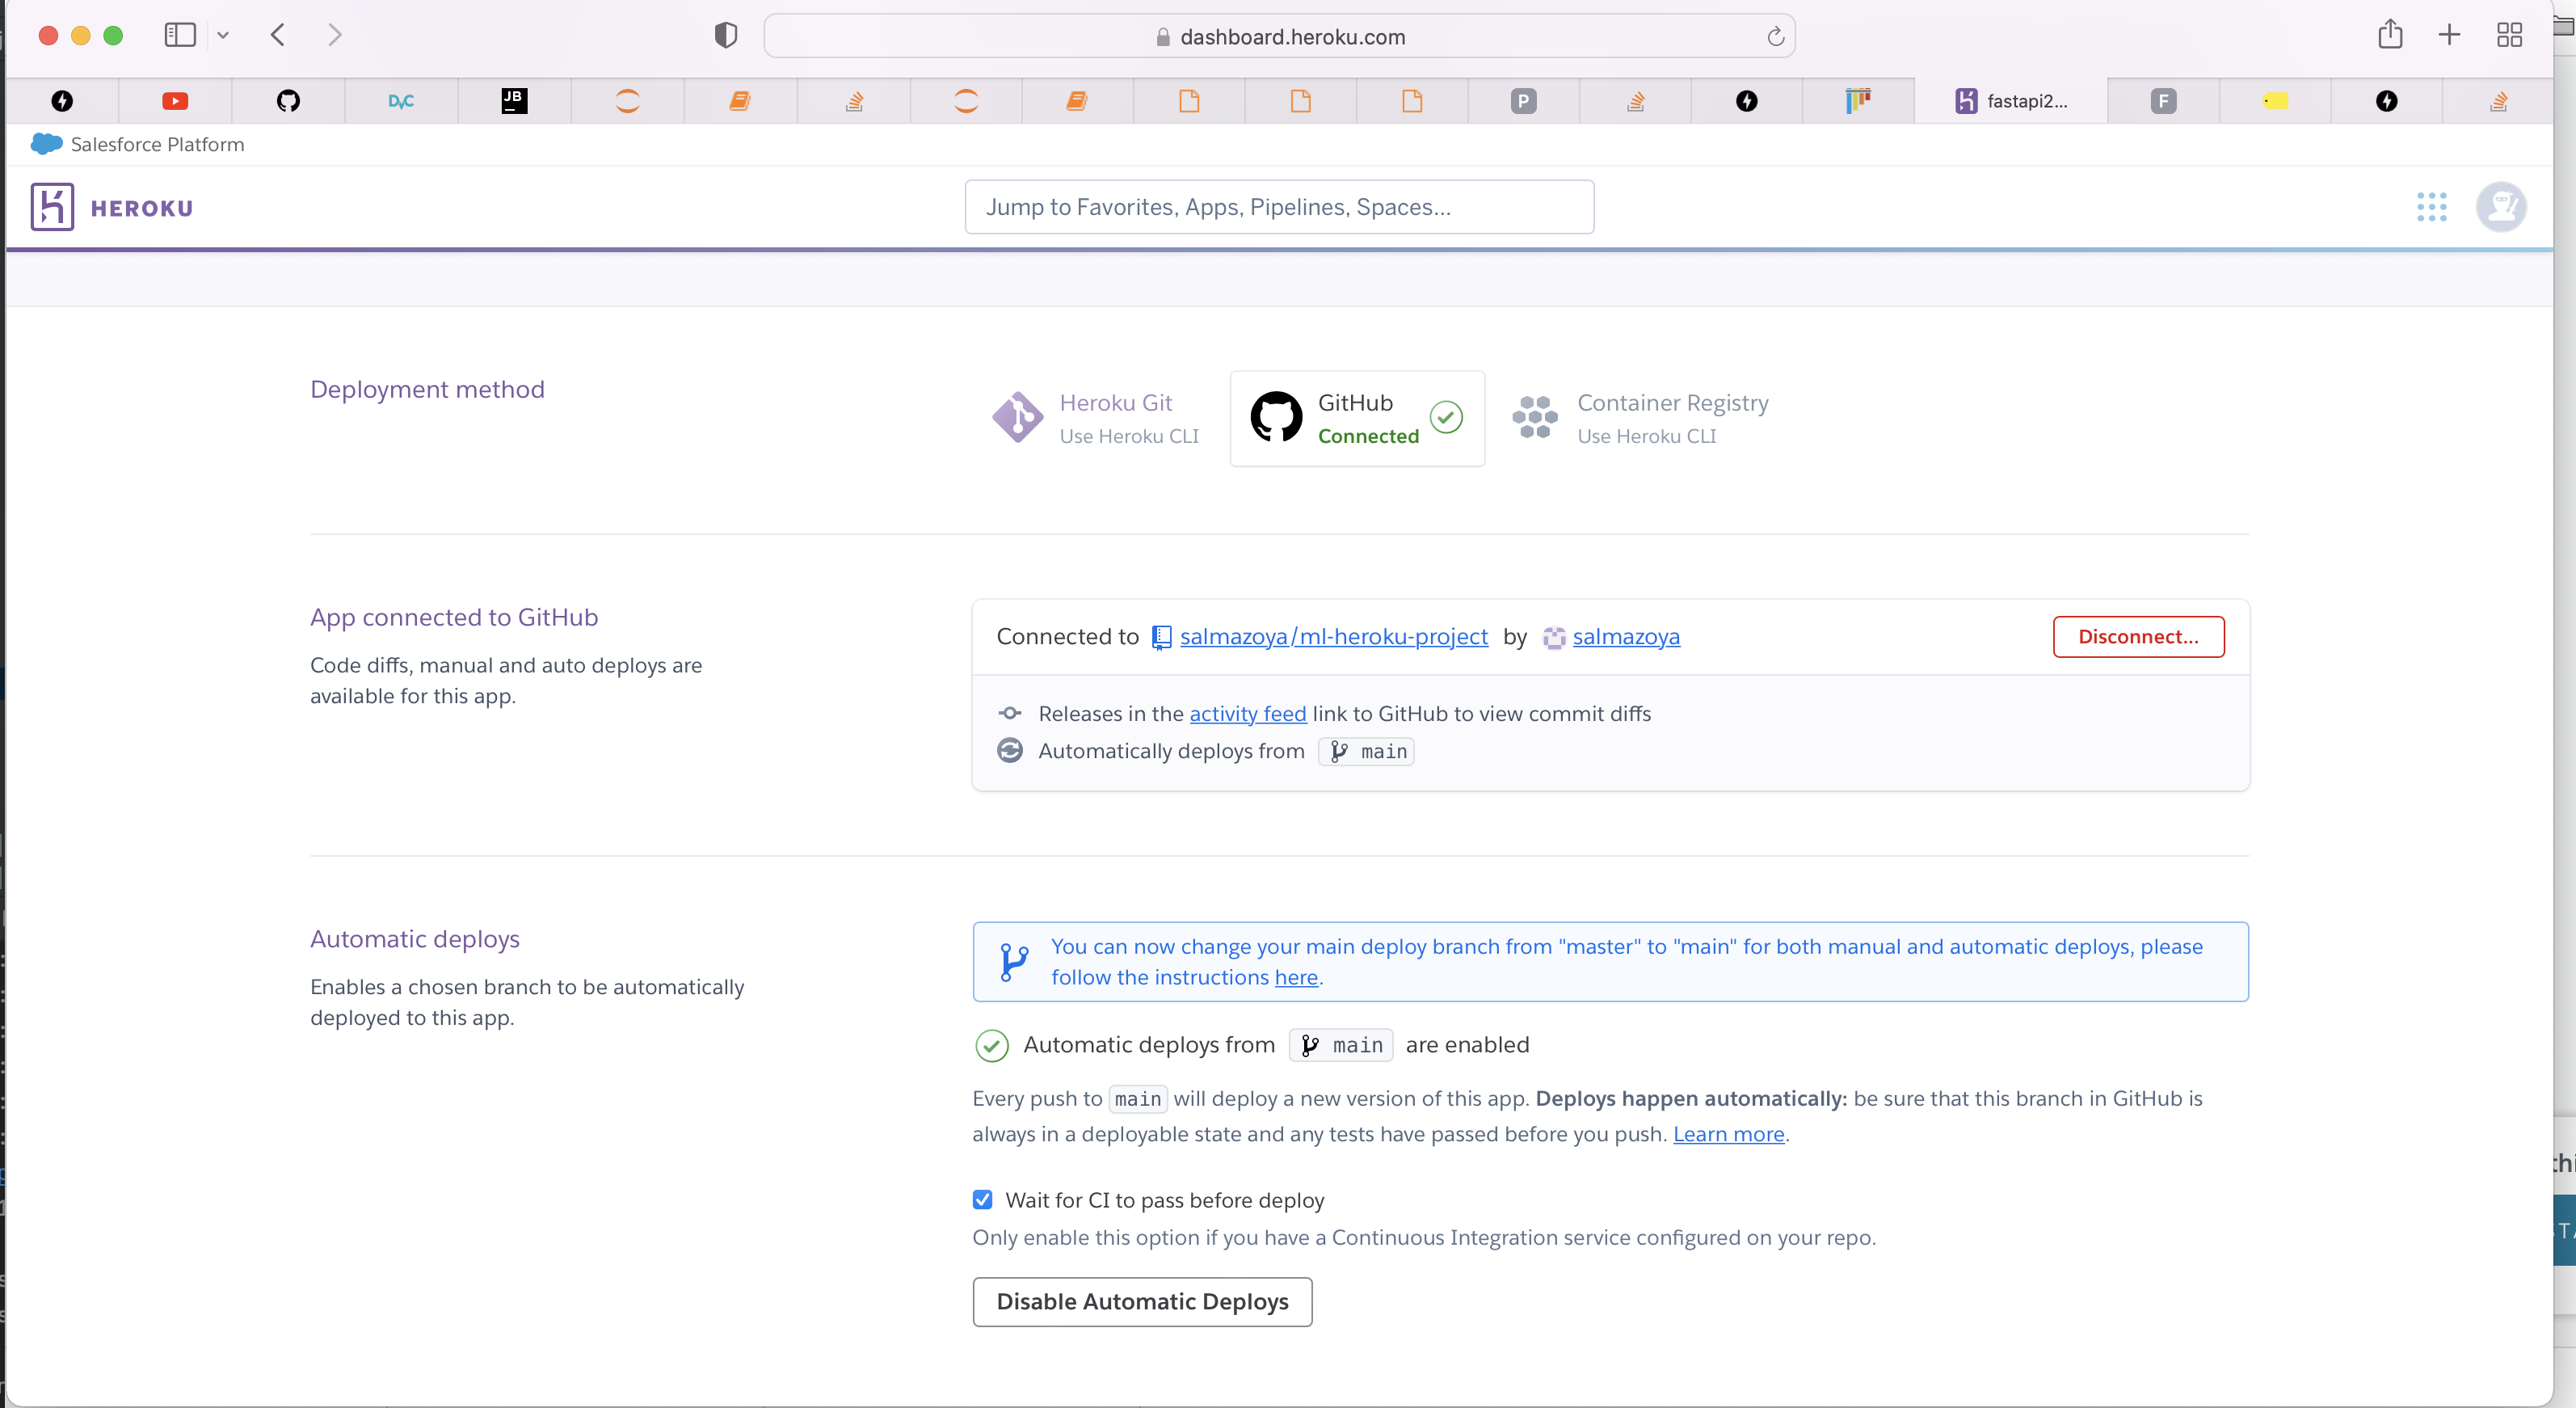 dashboard.heroku.com
DVC
JB
P
fastapi2...
F
Salesforce Platform
HEROKU
Jump to Favorites, Apps, Pipelines, Spaces...
Deployment method
Heroku Git
Use Heroku CLI
GitHub
Connected
Container Registry
Use Heroku CLI
App connected to GitHub
Code diffs, manual and auto deploys are
available for this app.
Connected to salmazoya/ml-heroku-project by salmazoya
Disconnect...
Releases in the activity feed link to GitHub to view commit diffs
Automatically deploys from main
Automatic deploys
Enables a chosen branch to be automatically
deployed to this app.
You can now change your main deploy branch from "master" to "main" for both manual and automatic deploys, please
follow the instructions here.
Automatic deploys from main are enabled
Every push to main will deploy a new version of this app. Deploys happen automatically: be sure that this branch in GitHub is
always in a deployable state and any tests have passed before you push. Learn more.
Wait for CI to pass before deploy
Only enable this option if you have a Continuous Integration service configured on your repo.
Disable Automatic Deploys